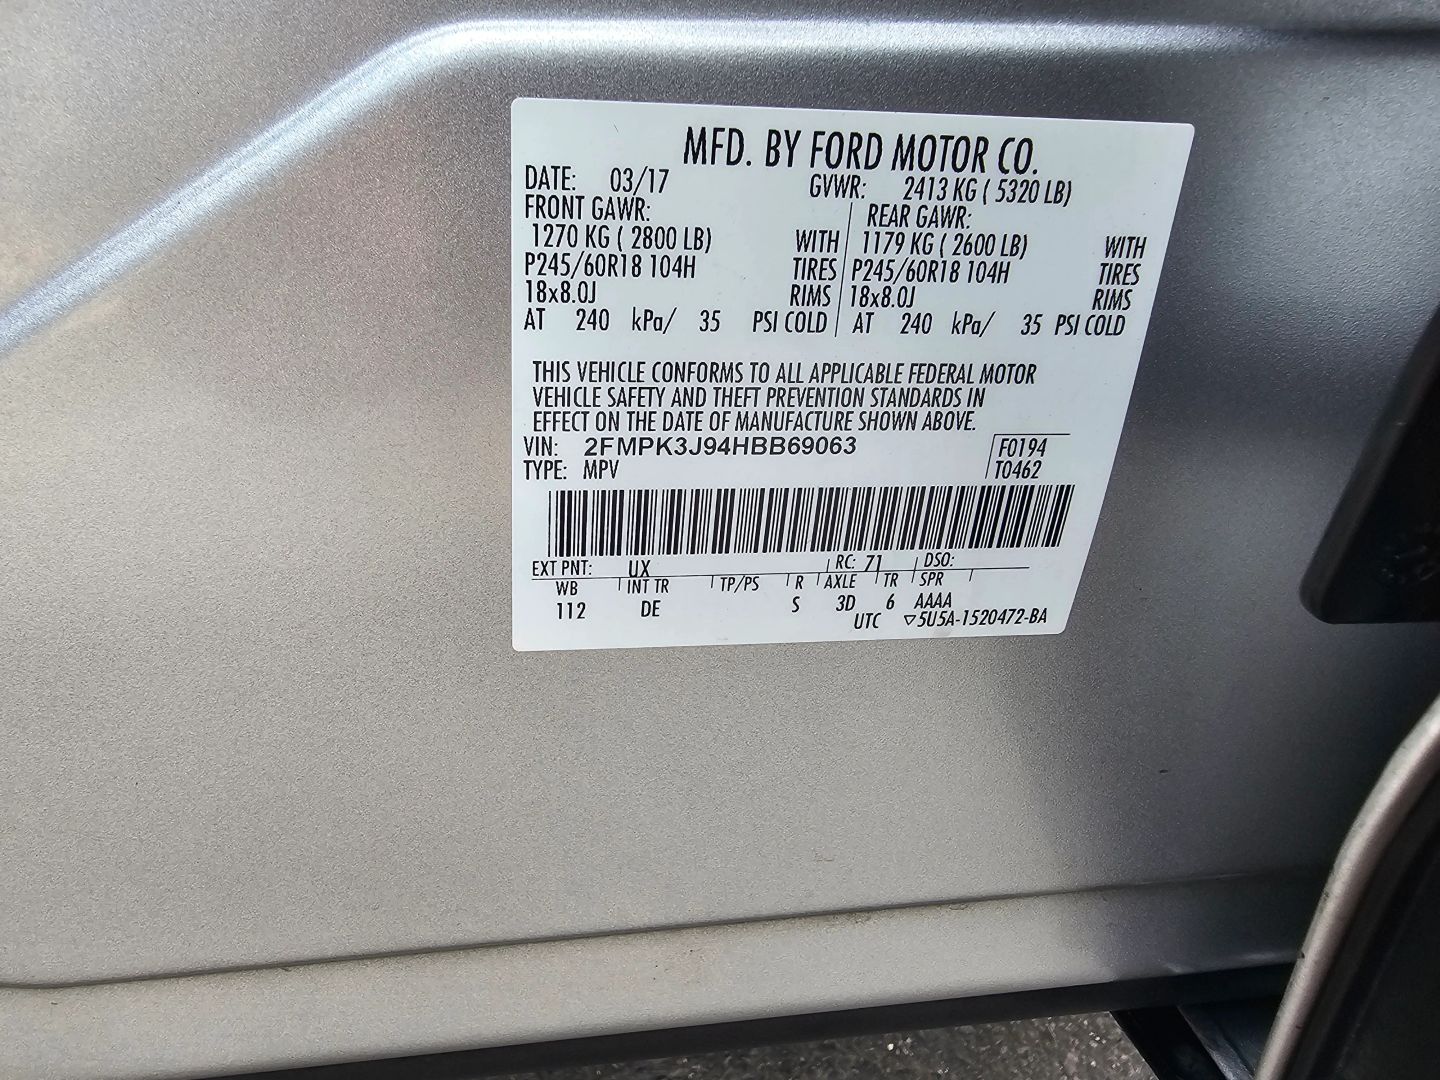 MFD. BY FORD MOTOR CO.
DATE: 03/17 GVWR: 2413 KG ( 5320 LB)
FRONT GAWR: REAR GAWR:
1270 KG ( 2800 LB) WITH 1179 KG ( 2600 LB) WITH
P245/60R18 104H TIRES P245/60R18 104H TIRES
18x8.0J RIMS 18x8.0J RIMS
AT 240 kPa/ 35 PSI COLD AT 240 kPa/ 35 PSI COLD
THIS VEHICLE CONFORMS TO ALL APPLICABLE FEDERAL MOTOR
VEHICLE SAFETY AND THEFT PREVENTION STANDARDS IN
EFFECT ON THE DATE OF MANUFACTURE SHOWN ABOVE.
VIN: 2FMPK3J94HBB69063 F0194
TYPE: MPV T0462
EXT PNT: UX RC: 71 DSO:
WB INT TR TP/PS R AXLE TR SPR
112 DE S 3D 6 AAAA
UTC ▽5U5A-1520472-BA